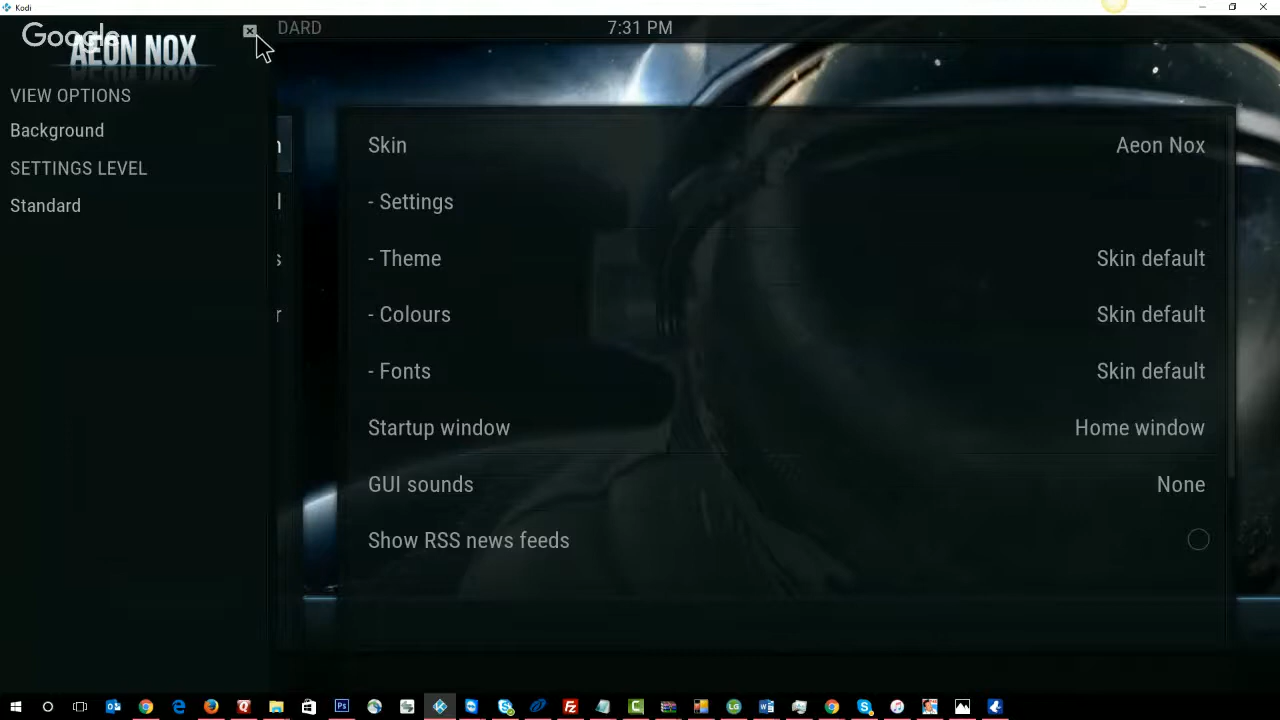 Kodi
Google
AEON NOX
DARD
7:31 PM
VIEW OPTIONS
Background
SETTINGS LEVEL
Standard
Skin Aeon Nox
- Settings
- Theme Skin default
- Colours Skin default
- Fonts Skin default
Startup window Home window
GUI sounds None
Show RSS news feeds